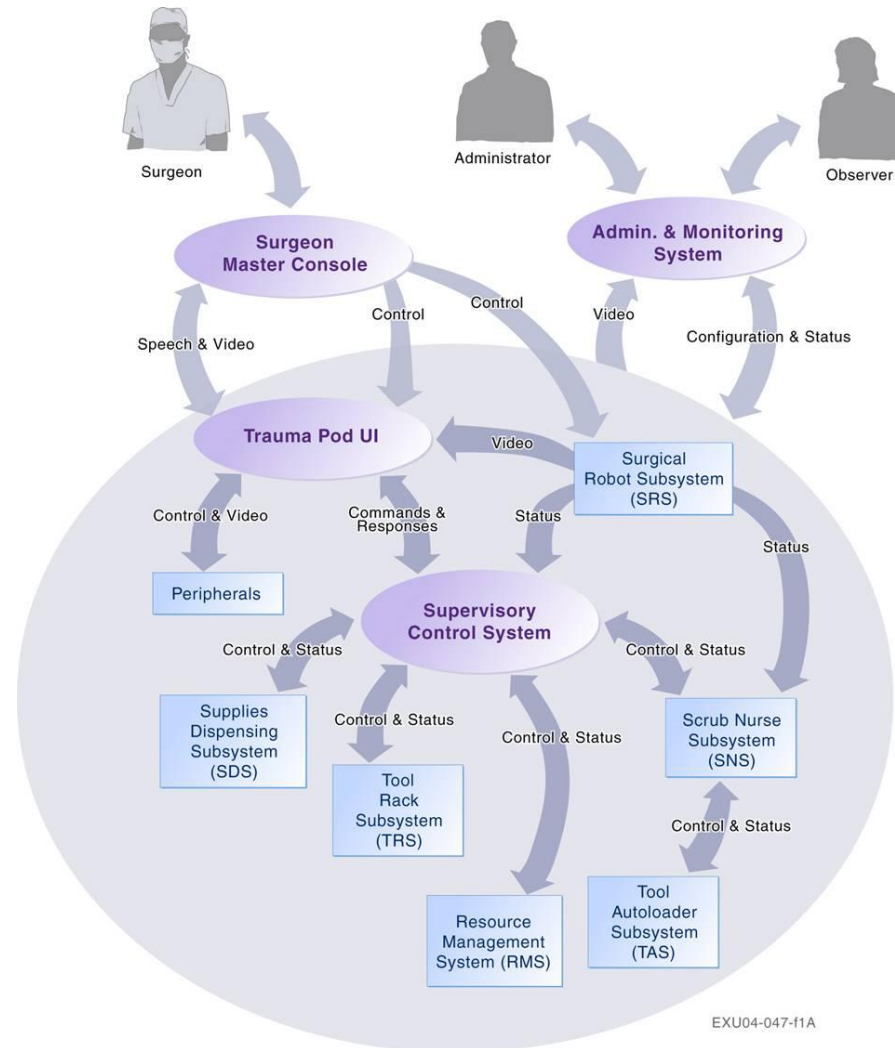 Surgeon
Administrator
Observer
Surgeon
Master Console
Admin. & Monitoring
System
Control
Control
Video
Speech & Video
Configuration & Status
Trauma Pod UI
Video
Surgical
Robot Subsystem
(SRS)
Control & Video
Commands &
Responses
Status
Status
Peripherals
Supervisory
Control System
Control & Status
Control & Status
Supplies
Dispensing
Subsystem
(SDS)
Control & Status
Control & Status
Scrub Nurse
Subsystem
(SNS)
Tool
Rack
Subsystem
(TRS)
Control & Status
Resource
Management
System (RMS)
Tool
Autoloader
Subsystem
(TAS)
EXU04-047-f1A